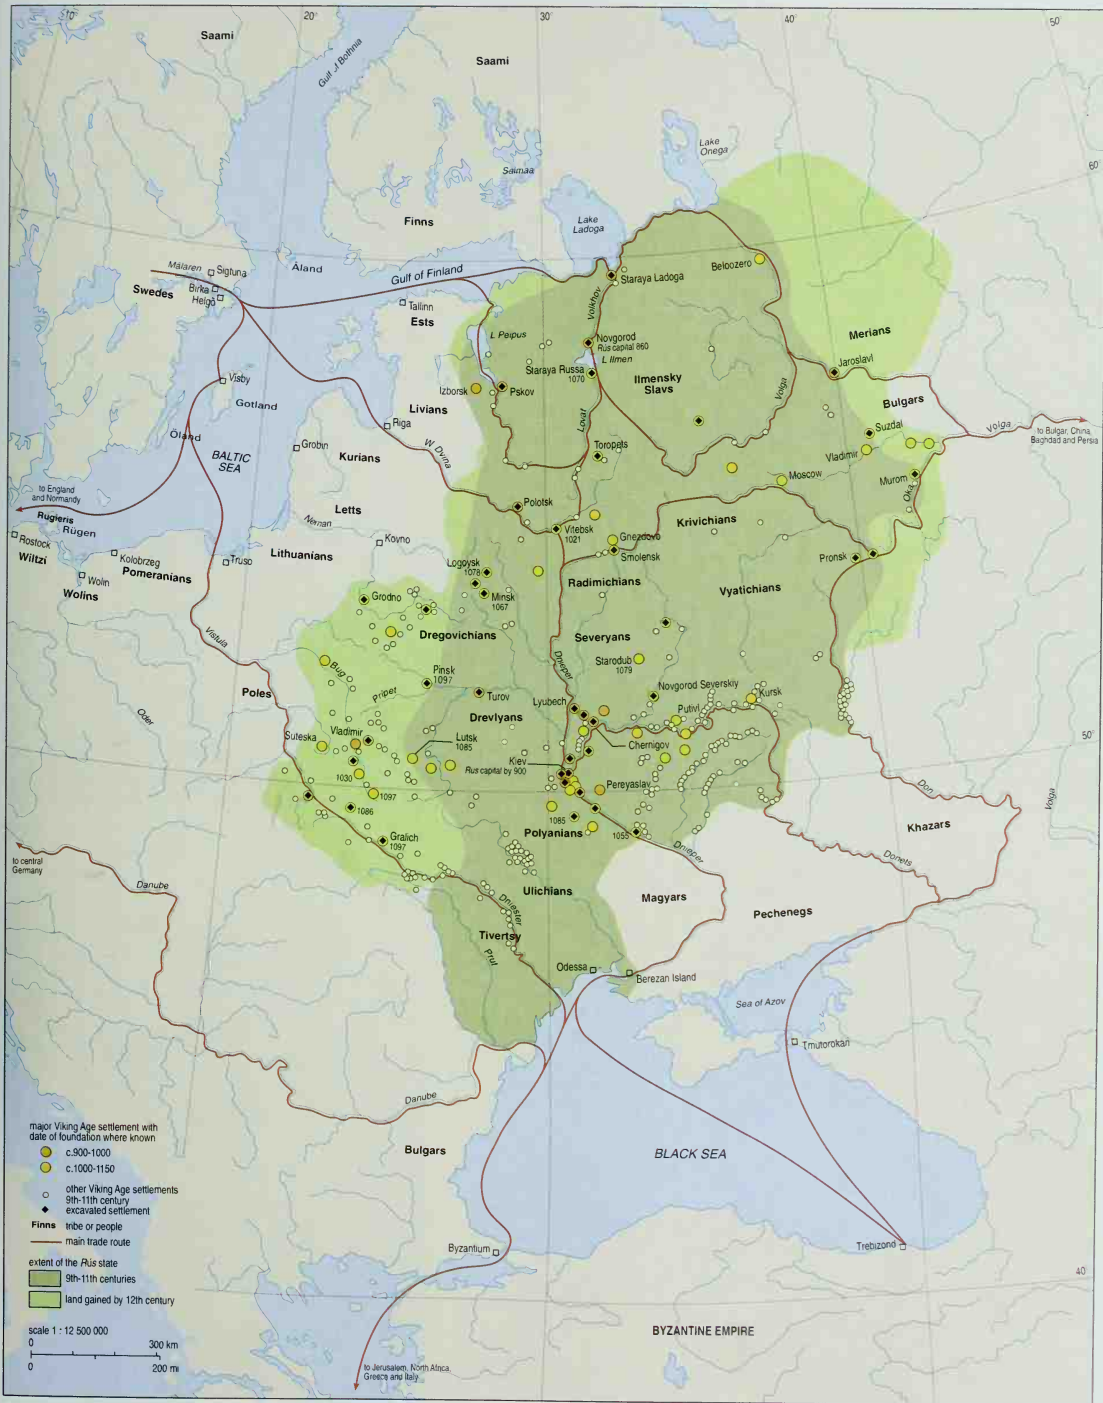 10°
20°
30°
40°
50°
Saami
Gulf of Bothnia
Saami
Lake
Onega
60°
Saimaa
Finns
Lake
Ladoga
Mälaren
Sigtuna
Åland
Gulf of Finland
Staraya Ladoga
Beloozero
Birka
Swedes
Helgö
Tallinn
Ests
Volkhov
L Peipus
Novgorod
Rus capital 860
L Ilmen
Merians
Staraya Russa
1070
Jaroslavl
Visby
Izborsk
Pskov
Ilmensky
Slavs
Volga
Gotland
Livians
Bulgars
Riga
Lovat
Suzdal
Volga
to Bulgar, China,
Baghdad and Persia
Öland
Grobin
Toropets
Vladimir
BALTIC
SEA
Kurians
W Dvina
Moscow
Murom
to England
and Normandy
Oka
Letts
Polotsk
Rugieris
Rügen
Neman
Vitebsk
1021
Krivichians
Rostock
Kovno
Gnezdovo
Wiltzi
Kolobrzeg
Truso
Lithuanians
Smolensk
Pronsk
Pomeranians
Logoysk
1078
Wolin
Radimichians
Wolins
Minsk
1067
Vyatichians
Grodno
Vistula
Dregovichians
Severyans
Bug
Dnieper
Starodub
1079
Pinsk
1097
Poles
Pripet
Turov
Novgorod Severskiy
Kursk
Lyubech
Oder
Drevlyans
Putivl
Suteska
Vladimir
Lutsk
1085
Chernigov
50°
Kiev
Rus capital by 900
1030
Pereyaslav
Don
Volga
1097
1086
1085
1055
Polyanians
Khazars
Gralich
1097
Dnieper
Donets
to central
Germany
Danube
Ulichians
Magyars
Dniester
Pechenegs
Tivertsy
Prut
Odessa
Berezan Island
Sea of Azov
Tmutorokan
Danube
major Viking Age settlement with
date of foundation where known
Bulgars
BLACK SEA
c.900-1000
c.1000-1150
other Viking Age settlements
9th-11th century
excavated settlement
Finns tribe or people
main trade route
Byzantium
Trebizond
extent of the Rus state
9th-11th centuries
40
land gained by 12th century
scale 1 : 12 500 000
0 300 km
0 200 mi
BYZANTINE EMPIRE
to Jerusalem, North Africa,
Greece and Italy